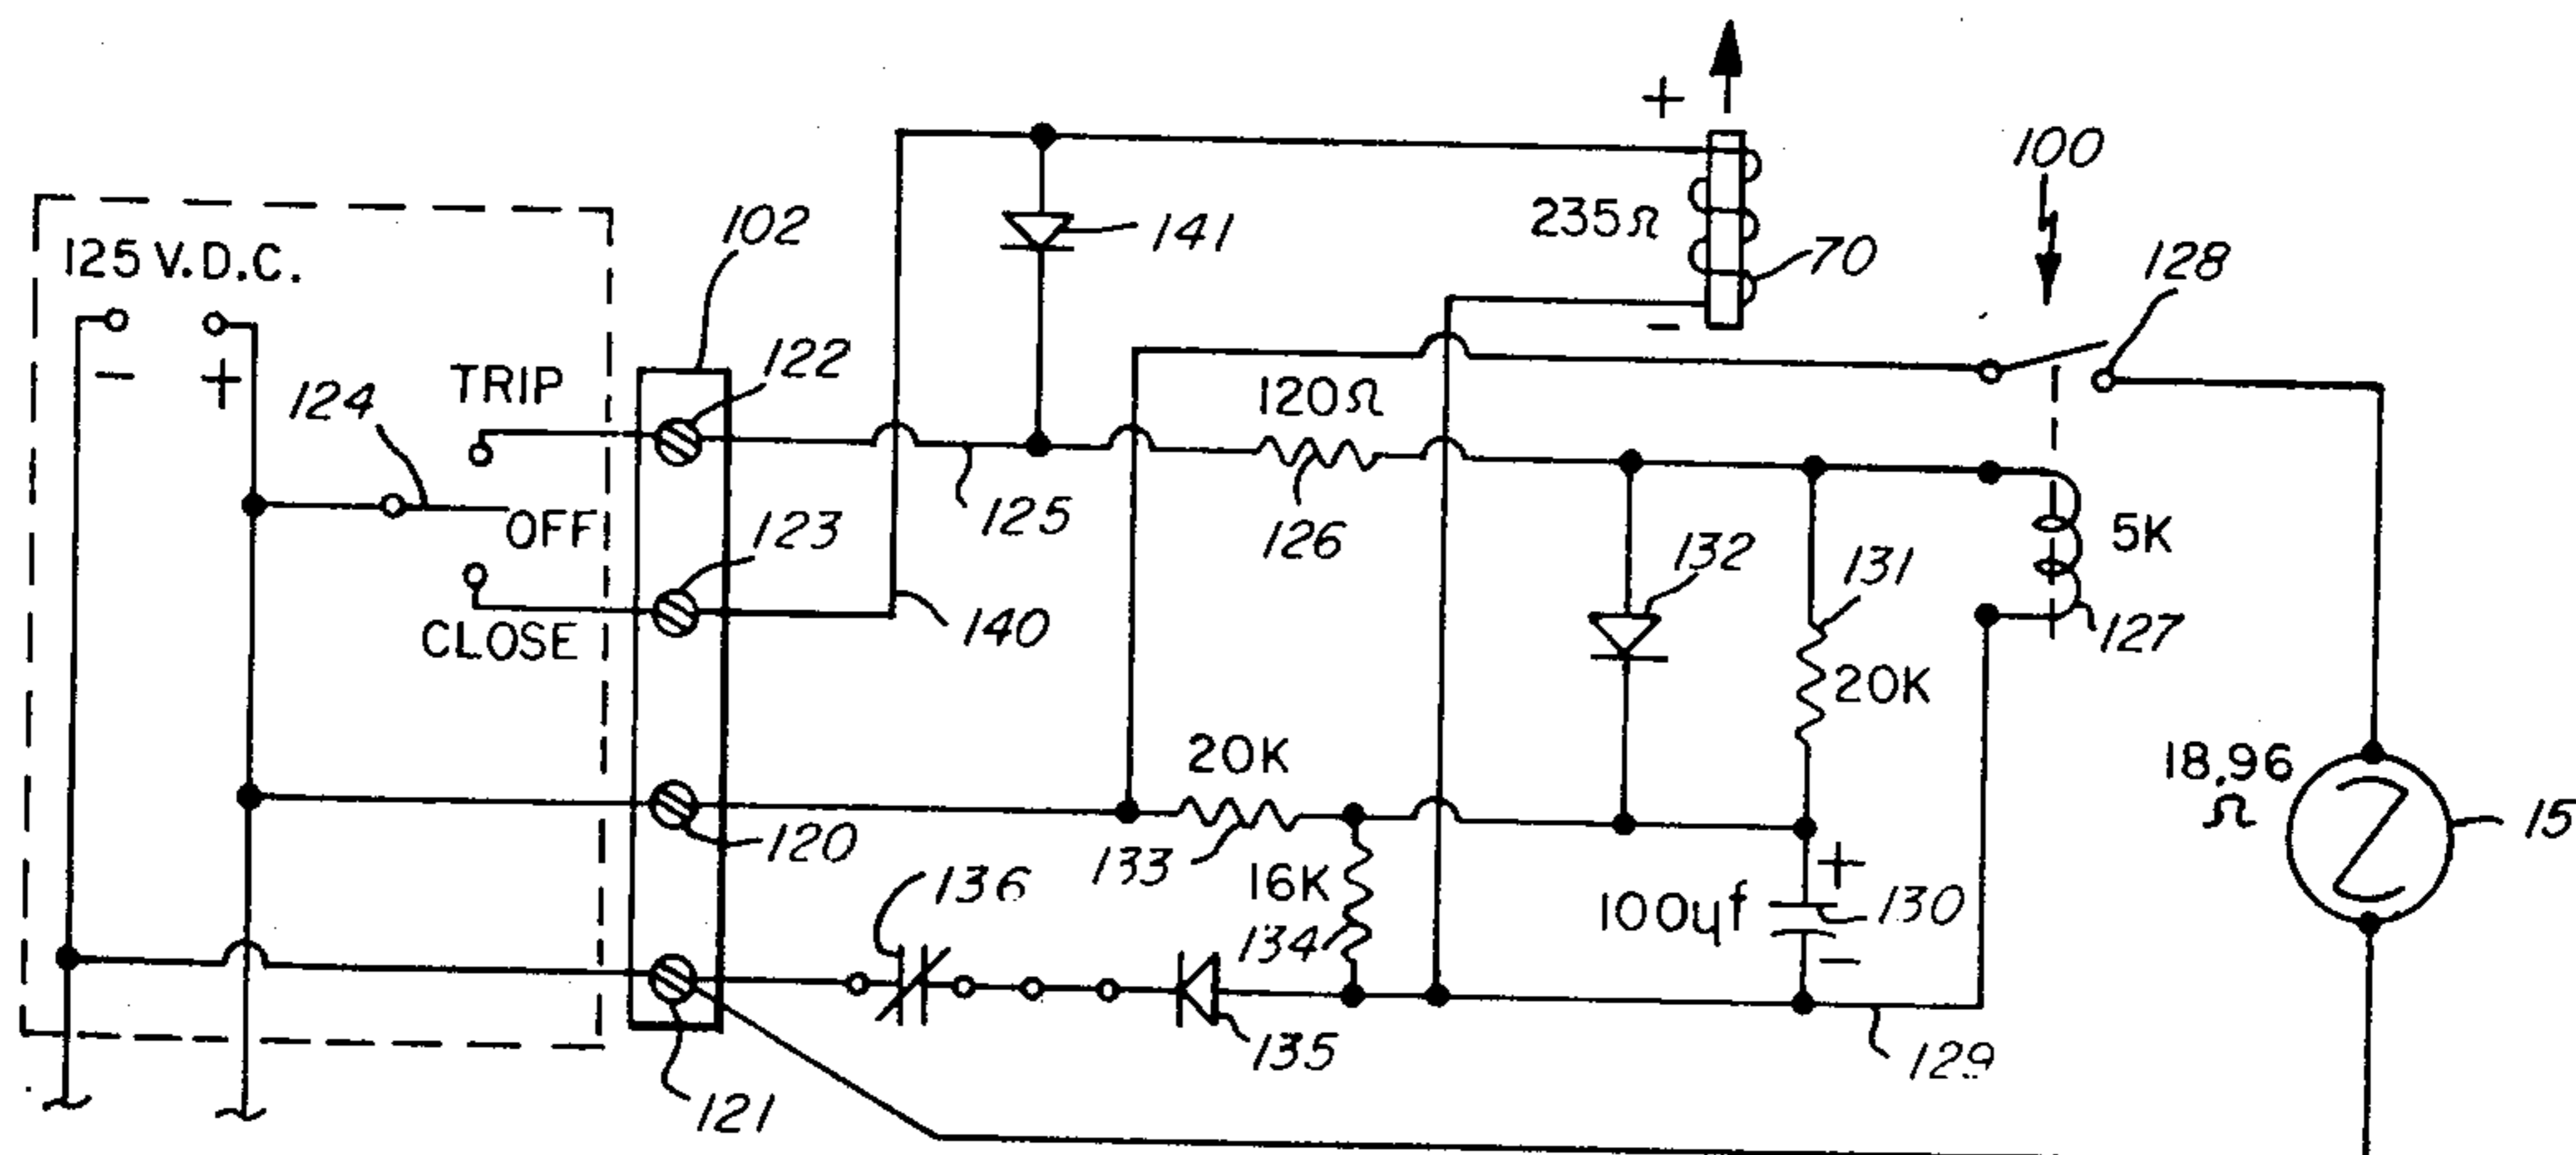 125 V.D.C.
- +
124
TRIP
OFF
CLOSE
102
122
123
120
121
141
125
140
+
235Ω
-
70
100
128
120Ω
126
132
131
20K
5K
127
20K
133
16K
134
136
135
100µf
+
130
-
129
18.96
Ω
15